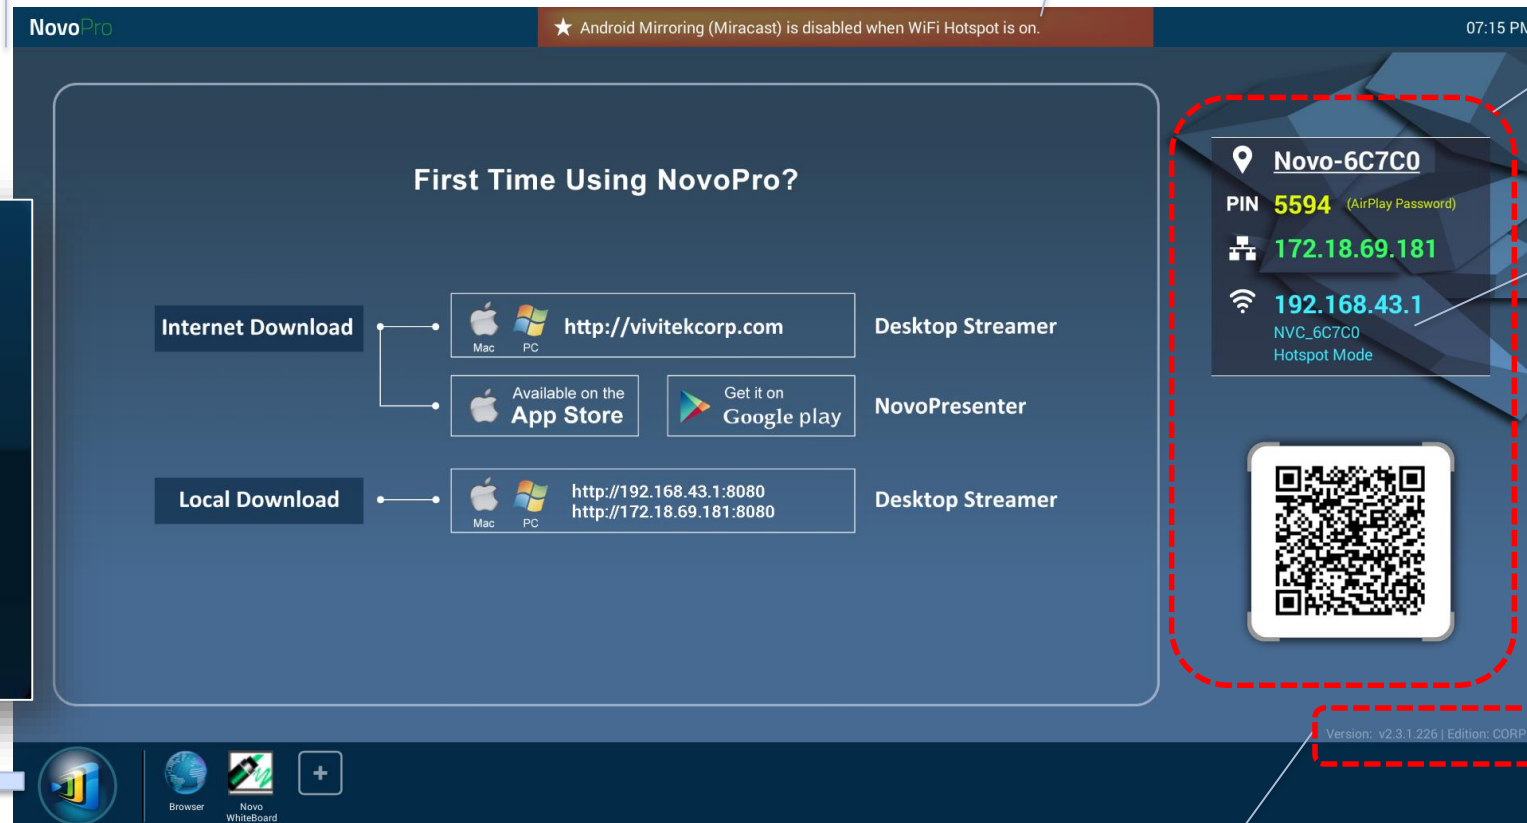 NovoPro
★ Android Mirroring (Miracast) is disabled when WiFi Hotspot is on.
07:15 PM
First Time Using NovoPro?
Internet Download
Mac PC
http://vivitekcorp.com
Desktop Streamer
Available on the
App Store
Get it on
Google play
NovoPresenter
Local Download
Mac PC
http://192.168.43.1:8080
http://172.18.69.181:8080
Desktop Streamer
Novo-6C7C0
PIN 5594 (AirPlay Password)
172.18.69.181
192.168.43.1
NVC_6C7C0
Hotspot Mode
Version: v2.3.1.226 | Edition: CORP
Browser
Novo
WhiteBoard